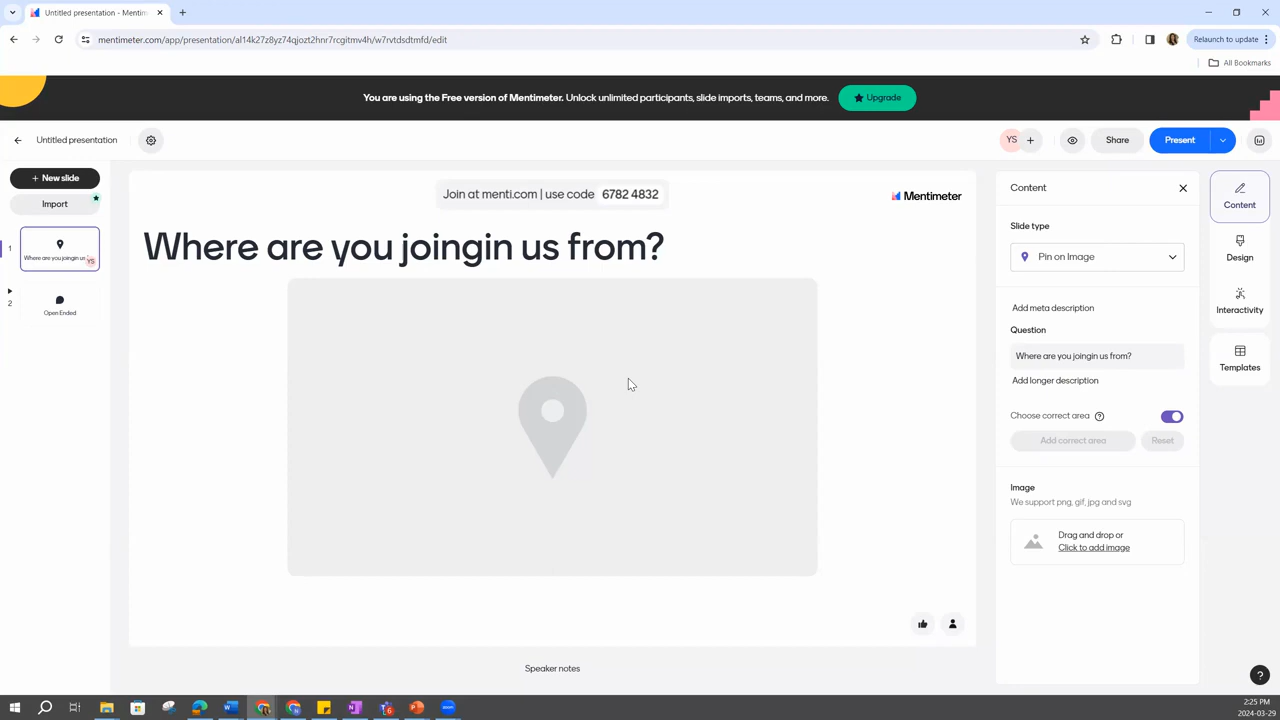 Untitled presentation - Mentim
mentimeter.com/app/presentation/al14k27z8yz74qjozt2hnr7rcgitmv4h/w7rvtdsdtmfd/edit
Relaunch to update
All Bookmarks
You are using the Free version of Mentimeter. Unlock unlimited participants, slide imports, teams, and more.
Upgrade
Untitled presentation
YS
Share
Present
New slide
Import
1
Where are you joingin us
YS
2
Open Ended
Join at menti.com | use code 6782 4832
Mentimeter
Where are you joingin us from?
Speaker notes
Content
Slide type
Pin on Image
Add meta description
Question
Where are you joingin us from?
Add longer description
Choose correct area
Add correct area
Reset
Image
We support png, gif, jpg and svg
Drag and drop or
Click to add image
Content
Design
Interactivity
Templates
2:25 PM
2024-03-29